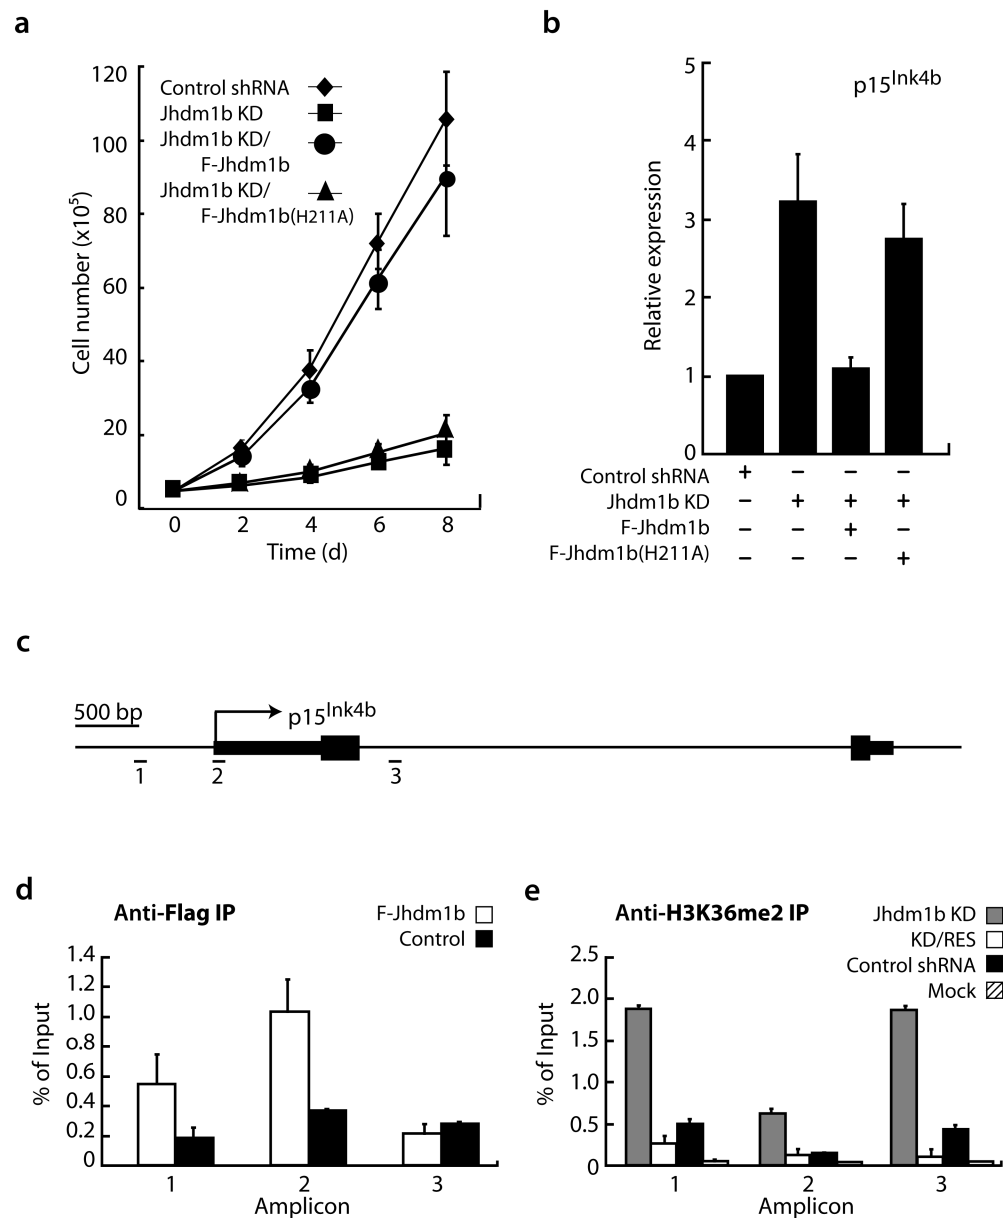 a
Cell number (x10⁵)
120
100
80
60
40
20
0
Control shRNA
Jhdm1b KD
Jhdm1b KD/
F-Jhdm1b
Jhdm1b KD/
F-Jhdm1b(H211A)
0 2 4 6 8
Time (d)
b
Relative expression
5
4
3
2
1
0
p15Ink4b
Control shRNA + – – –
Jhdm1b KD – + + +
F-Jhdm1b – – + –
F-Jhdm1b(H211A) – – – +
c
500 bp
p15Ink4b
1 2 3
d
Anti-Flag IP
F-Jhdm1b
Control
% of Input
1.4
1.2
1.0
0.8
0.6
0.4
0.2
0
1 2 3
Amplicon
e
Anti-H3K36me2 IP
Jhdm1b KD
KD/RES
Control shRNA
Mock
% of Input
2.5
2.0
1.5
1.0
0.5
0
1 2 3
Amplicon